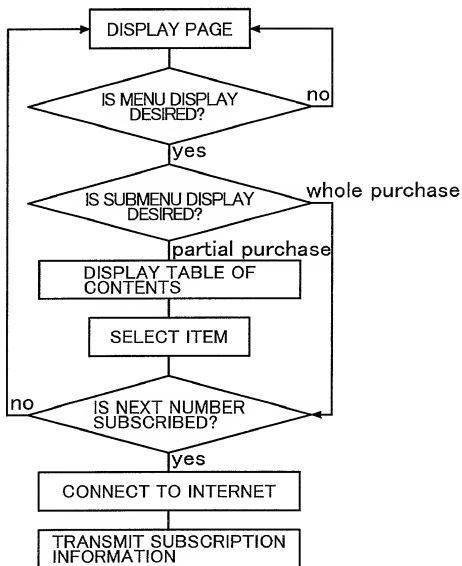 DISPLAY PAGE
IS MENU DISPLAY
DESIRED?
no
yes
IS SUBMENU DISPLAY
DESIRED?
whole purchase
partial purchase
DISPLAY TABLE OF
CONTENTS
SELECT ITEM
no
IS NEXT NUMBER
SUBSCRIBED?
yes
CONNECT TO INTERNET
TRANSMIT SUBSCRIPTION
INFORMATION